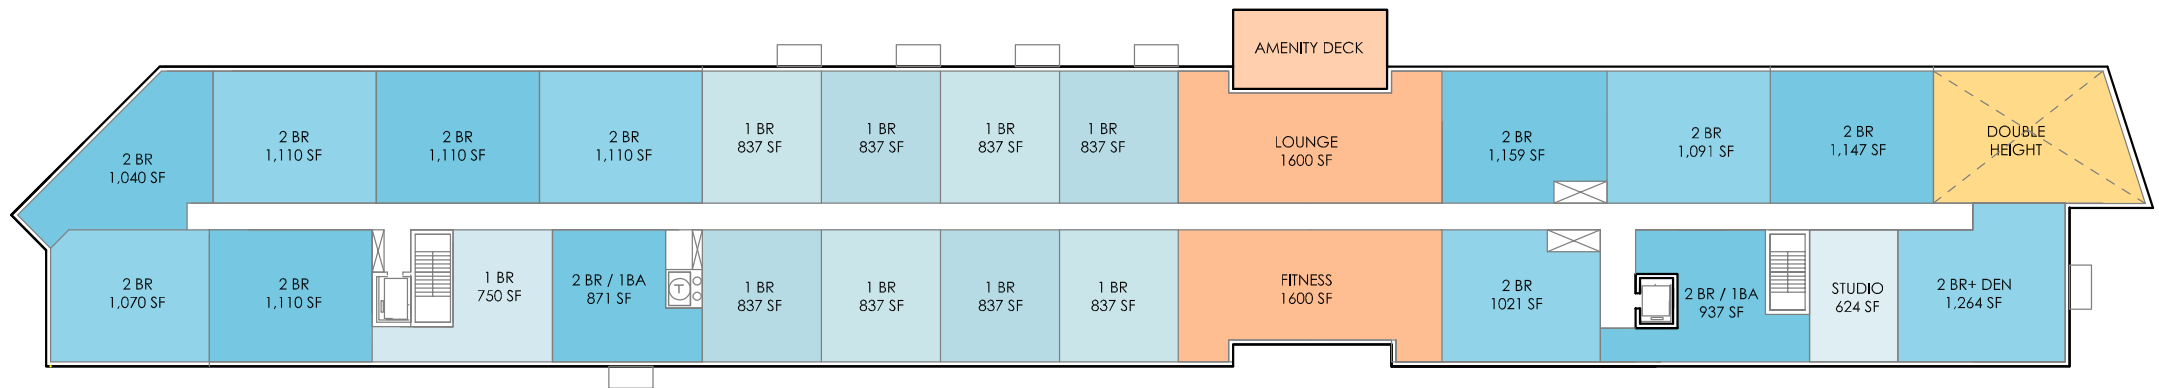 AMENITY DECK
2 BR
1,040 SF
2 BR
1,110 SF
2 BR
1,110 SF
2 BR
1,110 SF
1 BR
837 SF
1 BR
837 SF
1 BR
837 SF
1 BR
837 SF
LOUNGE
1600 SF
2 BR
1,159 SF
2 BR
1,091 SF
2 BR
1,147 SF
DOUBLE
HEIGHT
2 BR
1,070 SF
2 BR
1,110 SF
1 BR
750 SF
2 BR / 1BA
871 SF
T
1 BR
837 SF
1 BR
837 SF
1 BR
837 SF
1 BR
837 SF
FITNESS
1600 SF
2 BR
1021 SF
2 BR / 1BA
937 SF
STUDIO
624 SF
2 BR+ DEN
1,264 SF